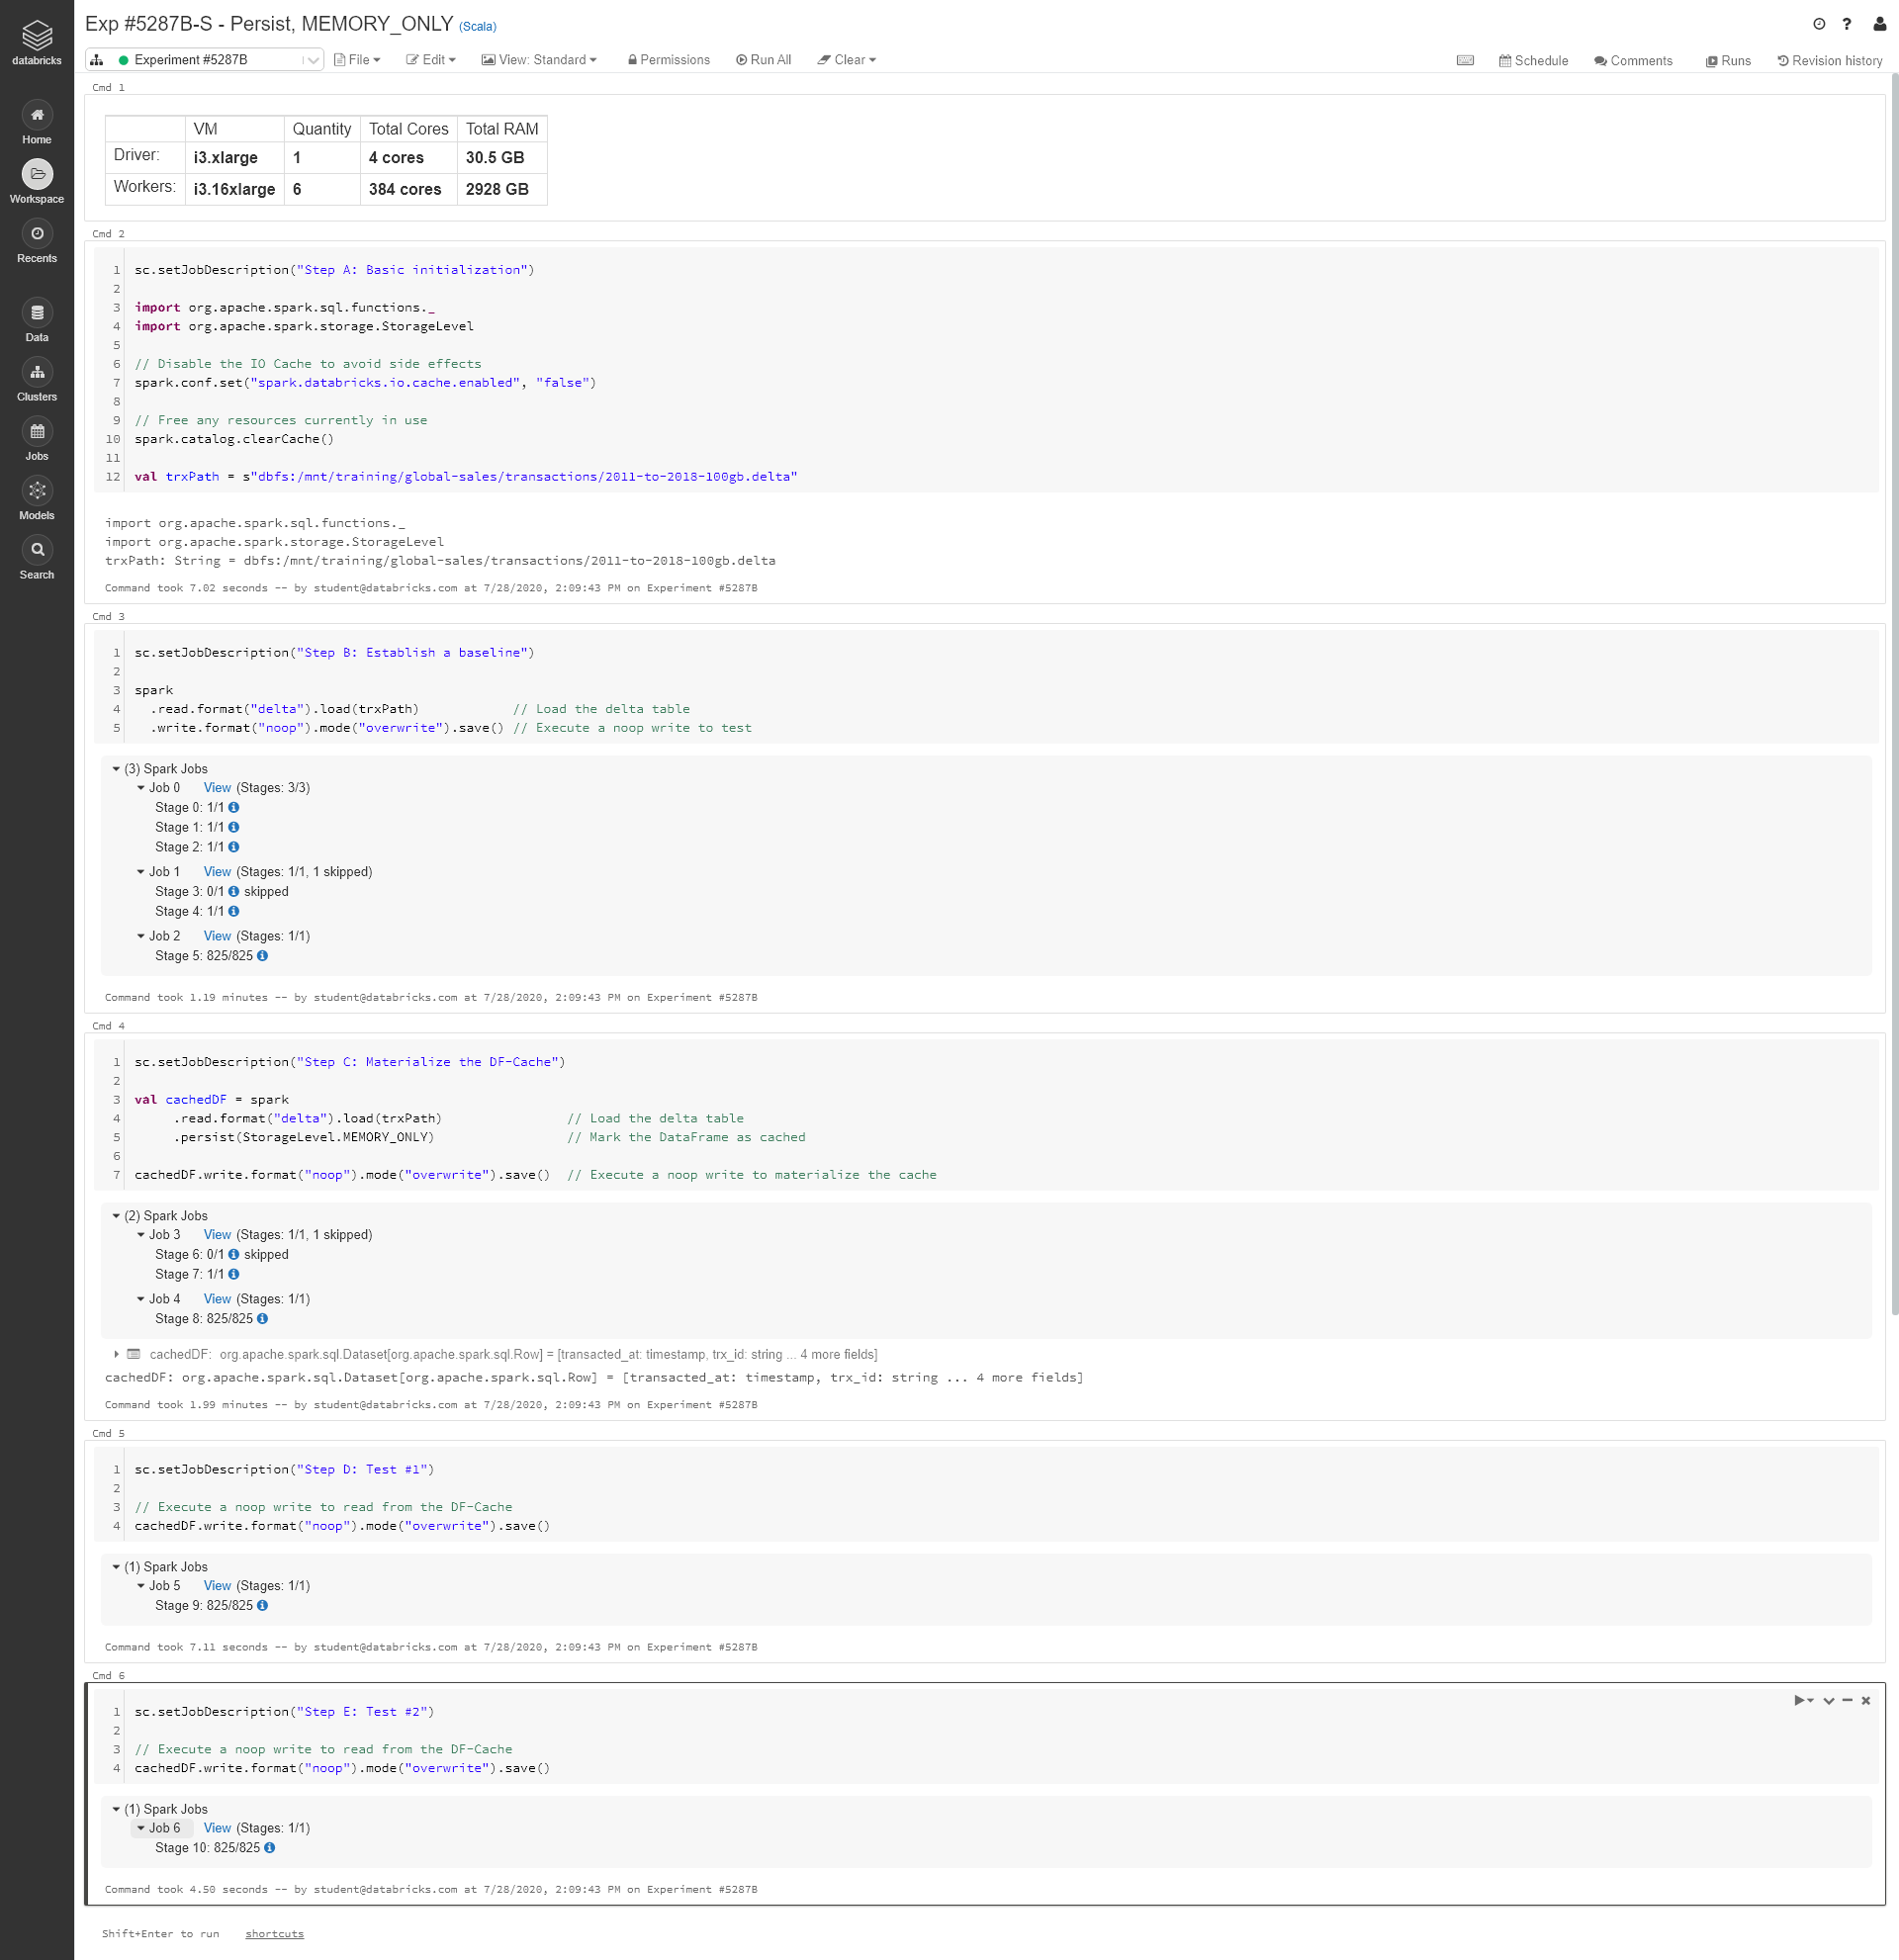 Exp #5287B-S - Persist, MEMORY_ONLY (Scala)
databricks
Experiment #5287B File Edit View: Standard Permissions Run All Clear Schedule Comments Runs Revision history
Home
Workspace
Recents
Data
Clusters
Jobs
Models
Search
Cmd 1
VM Quantity Total Cores Total RAM
Driver: i3.xlarge 1 4 cores 30.5 GB
Workers: i3.16xlarge 6 384 cores 2928 GB
Cmd 2
1 sc.setJobDescription("Step A: Basic initialization")
2
3 import org.apache.spark.sql.functions._
4 import org.apache.spark.storage.StorageLevel
5
6 // Disable the IO Cache to avoid side effects
7 spark.conf.set("spark.databricks.io.cache.enabled", "false")
8
9 // Free any resources currently in use
10 spark.catalog.clearCache()
11
12 val trxPath = s"dbfs:/mnt/training/global-sales/transactions/2011-to-2018-100gb.delta"
import org.apache.spark.sql.functions._
import org.apache.spark.storage.StorageLevel
trxPath: String = dbfs:/mnt/training/global-sales/transactions/2011-to-2018-100gb.delta
Command took 7.02 seconds -- by student@databricks.com at 7/28/2020, 2:09:43 PM on Experiment #5287B
Cmd 3
1 sc.setJobDescription("Step B: Establish a baseline")
2
3 spark
4 .read.format("delta").load(trxPath) // Load the delta table
5 .write.format("noop").mode("overwrite").save() // Execute a noop write to test
(3) Spark Jobs
Job 0 View (Stages: 3/3)
Stage 0: 1/1
Stage 1: 1/1
Stage 2: 1/1
Job 1 View (Stages: 1/1, 1 skipped)
Stage 3: 0/1 skipped
Stage 4: 1/1
Job 2 View (Stages: 1/1)
Stage 5: 825/825
Command took 1.19 minutes -- by student@databricks.com at 7/28/2020, 2:09:43 PM on Experiment #5287B
Cmd 4
1 sc.setJobDescription("Step C: Materialize the DF-Cache")
2
3 val cachedDF = spark
4 .read.format("delta").load(trxPath) // Load the delta table
5 .persist(StorageLevel.MEMORY_ONLY) // Mark the DataFrame as cached
6
7 cachedDF.write.format("noop").mode("overwrite").save() // Execute a noop write to materialize the cache
(2) Spark Jobs
Job 3 View (Stages: 1/1, 1 skipped)
Stage 6: 0/1 skipped
Stage 7: 1/1
Job 4 View (Stages: 1/1)
Stage 8: 825/825
cachedDF: org.apache.spark.sql.Dataset[org.apache.spark.sql.Row] = [transacted_at: timestamp, trx_id: string ... 4 more fields]
cachedDF: org.apache.spark.sql.Dataset[org.apache.spark.sql.Row] = [transacted_at: timestamp, trx_id: string ... 4 more fields]
Command took 1.99 minutes -- by student@databricks.com at 7/28/2020, 2:09:43 PM on Experiment #5287B
Cmd 5
1 sc.setJobDescription("Step D: Test #1")
2
3 // Execute a noop write to read from the DF-Cache
4 cachedDF.write.format("noop").mode("overwrite").save()
(1) Spark Jobs
Job 5 View (Stages: 1/1)
Stage 9: 825/825
Command took 7.11 seconds -- by student@databricks.com at 7/28/2020, 2:09:43 PM on Experiment #5287B
Cmd 6
1 sc.setJobDescription("Step E: Test #2")
2
3 // Execute a noop write to read from the DF-Cache
4 cachedDF.write.format("noop").mode("overwrite").save()
(1) Spark Jobs
Job 6 View (Stages: 1/1)
Stage 10: 825/825
Command took 4.50 seconds -- by student@databricks.com at 7/28/2020, 2:09:43 PM on Experiment #5287B
Shift+Enter to run shortcuts